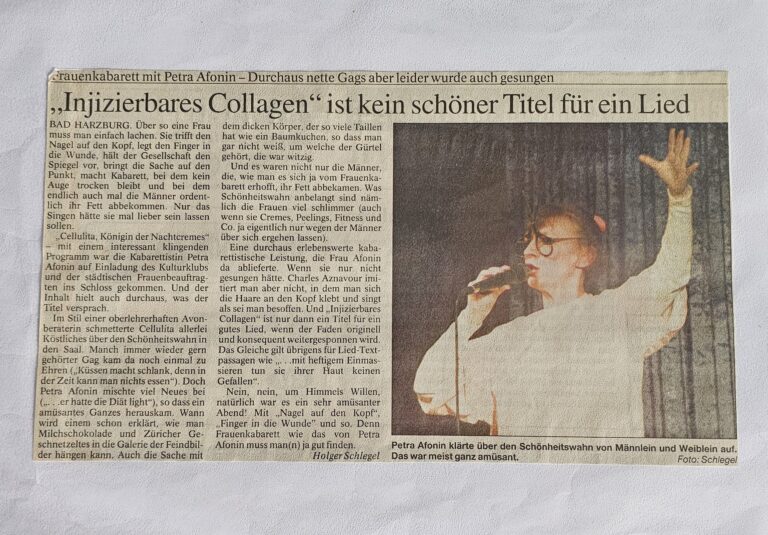 Frauenkabarett mit Petra Afonin – Durchaus nette Gags aber leider wurde auch gesungen
„Injizierbares Collagen“ ist kein schöner Titel für ein Lied
BAD HARZBURG. Über so eine Frau
muss man einfach lachen. Sie trifft den
Nagel auf den Kopf, legt den Finger in
die Wunde, hält der Gesellschaft den
Spiegel vor, bringt die Sache auf den
Punkt, macht Kabarett, bei dem kein
Auge trocken bleibt und bei dem
endlich auch mal die Männer ordent-
lich ihr Fett abbekommen. Nur das
Singen hätte sie mal lieber sein lassen
sollen.
„Cellulita, Königin der Nachtcremes“
– mit einem interessant klingenden
Programm war die Kabarettistin Petra
Afonin auf Einladung des Kulturklubs
und der städtischen Frauenbeauftrag-
ten ins Schloss gekommen. Und der
Inhalt hielt auch durchaus, was der
Titel versprach.
Im Stil einer oberlehrerhaften Avon-
beraterin schmetterte Cellulita allerlei
Köstliches über den Schönheitswahn in
den Saal. Manch immer wieder gern
gehörter Gag kam da noch einmal zu
Ehren („Küssen macht schlank, denn in
der Zeit kann man nichts essen“). Doch
Petra Afonin mischte viel Neues bei
(„. . .er hatte die Diät light“), so dass ein
amüsantes Ganzes herauskam. Wann
wird einem schon erklärt, wie man
Milchschokolade und Züricher Ge-
schnetzeltes in die Galerie der Feindbil-
der hängen kann. Auch die Sache mit
dem dicken Körper, der so viele Taillen
hat wie ein Baumkuchen, so dass man
gar nicht weiß, um welche der Gürtel
gehört, die war witzig.
Und es waren nicht nur die Männer,
die, wie man es sich ja vom Frauenka-
barett erhofft, ihr Fett abbekamen. Was
Schönheitswahn anbelangt sind näm-
lich die Frauen viel schlimmer (auch
wenn sie Cremes, Peelings, Fitness und
Co. ja eigentlich nur wegen der Männer
über sich ergehen lassen).
Eine durchaus erlebenswerte kaba-
rettistische Leistung, die Frau Afonin
da ablieferte. Wenn sie nur nicht
gesungen hätte. Charles Aznavour imi-
tiert man aber nicht, in dem man sich
die Haare an den Kopf klebt und singt
als sei man besoffen. Und „Injizierbares
Collagen“ ist nur dann ein Titel für ein
gutes Lied, wenn der Faden originell
und konsequent weitergesponnen wird.
Das Gleiche gilt übrigens für Lied-Text-
passagen wie „. . .mit heftigem Einmas-
sieren tun sie ihrer Haut keinen
Gefallen“.
Nein, nein, um Himmels Willen,
natürlich war es ein sehr amüsanter
Abend! Mit „Nagel auf den Kopf“,
„Finger in die Wunde“ und so. Denn
Frauenkabarett wie das von Petra
Afonin muss man(n) ja gut finden.
Holger Schlegel
Petra Afonin klärte über den Schönheitswahn von Männlein und Weiblein auf.
Das war meist ganz amüsant. Foto: Schlegel